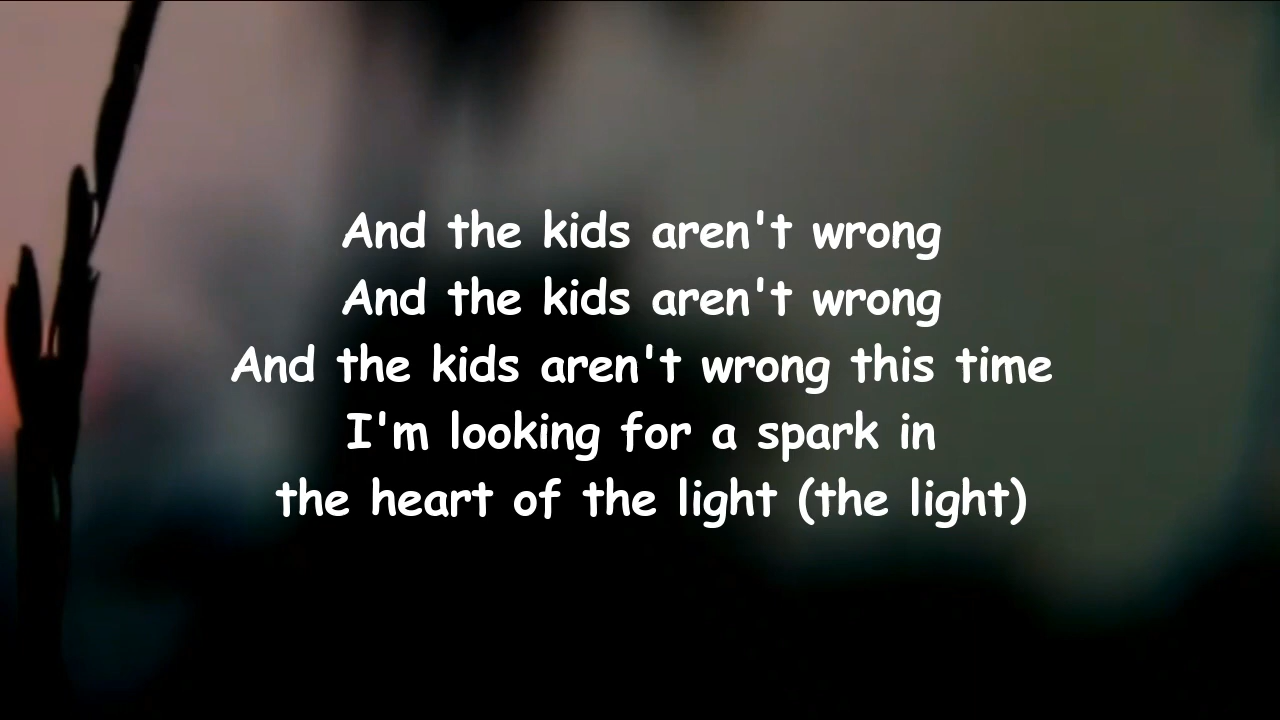 And the kids aren't wrong
And the kids aren't wrong
And the kids aren't wrong this time
I'm looking for a spark in
the heart of the light (the light)